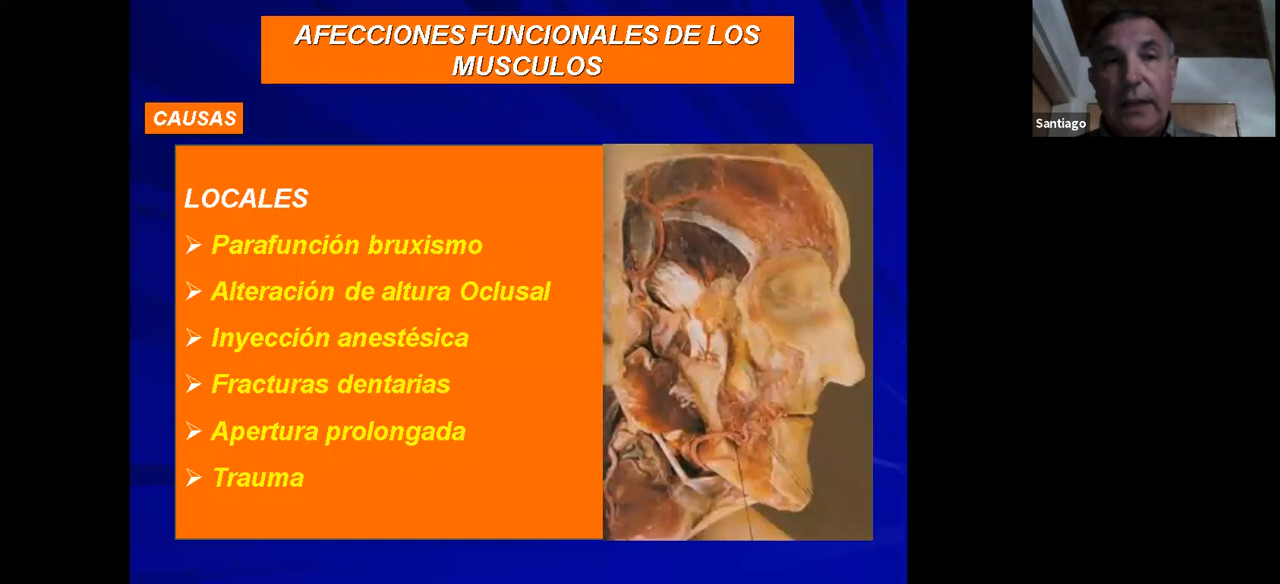 AFECCIONES FUNCIONALES DE LOS
MUSCULOS
CAUSAS
LOCALES
Parafunción bruxismo
Alteración de altura Oclusal
Inyección anestésica
Fracturas dentarias
Apertura prolongada
Trauma
Santiago